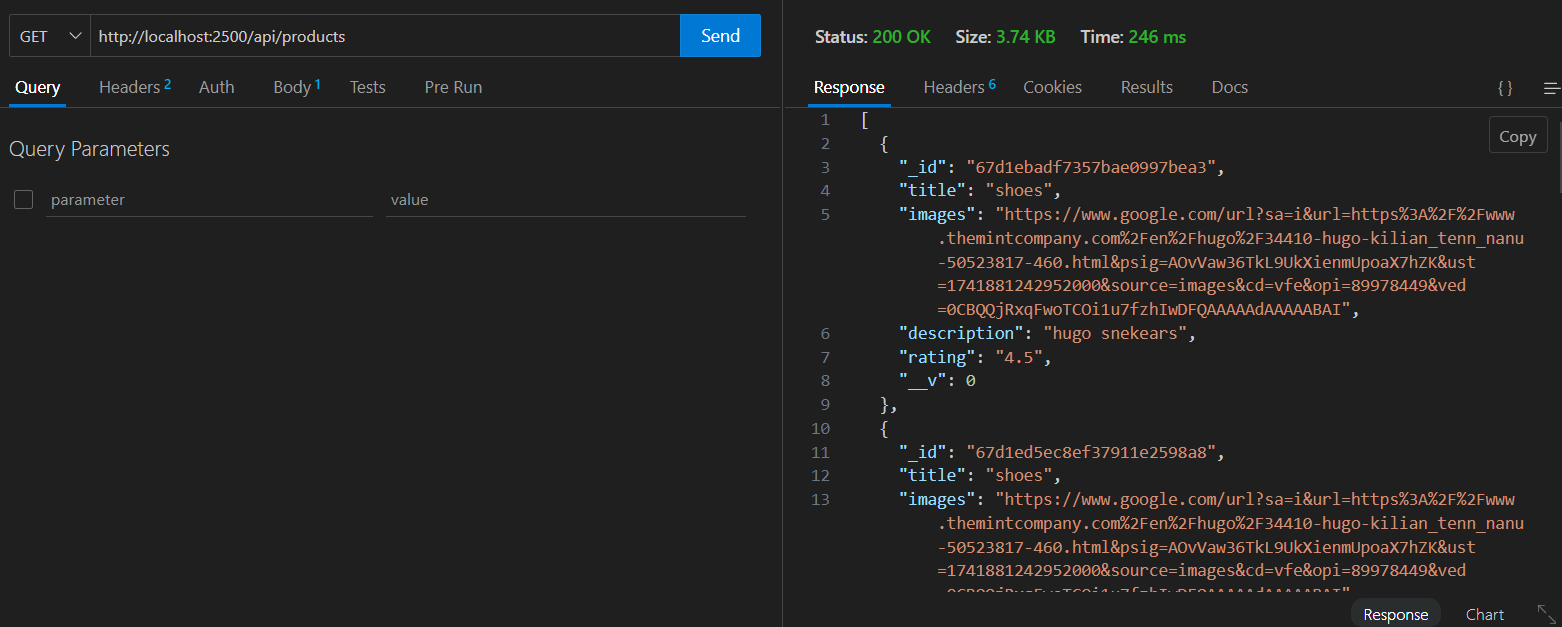 GET http://localhost:2500/api/products Send
Query Headers 2 Auth Body 1 Tests Pre Run
Query Parameters
parameter value
Status: 200 OK Size: 3.74 KB Time: 246 ms
Response Headers 6 Cookies Results Docs { }
Copy
1 [
2 {
3 "_id": "67d1ebadf7357bae0997bea3",
4 "title": "shoes",
5 "images": "https://www.google.com/url?sa=i&url=https%3A%2F%2Fwww
.themintcompany.com%2Fen%2Fhugo%2F34410-hugo-kilian_tenn_nanu
-50523817-460.html&psig=AOvVaw36TkL9UkXienmUpoaX7hZK&ust
=1741881242952000&source=images&cd=vfe&opi=89978449&ved
=0CBQQjRxqFwoTCOi1u7fzhIwDFQAAAAAdAAAAABAI",
6 "description": "hugo snekears",
7 "rating": "4.5",
8 "__v": 0
9 },
10 {
11 "_id": "67d1ed5ec8ef37911e2598a8",
12 "title": "shoes",
13 "images": "https://www.google.com/url?sa=i&url=https%3A%2F%2Fwww
.themintcompany.com%2Fen%2Fhugo%2F34410-hugo-kilian_tenn_nanu
-50523817-460.html&psig=AOvVaw36TkL9UkXienmUpoaX7hZK&ust
=1741881242952000&source=images&cd=vfe&opi=89978449&ved
Response Chart